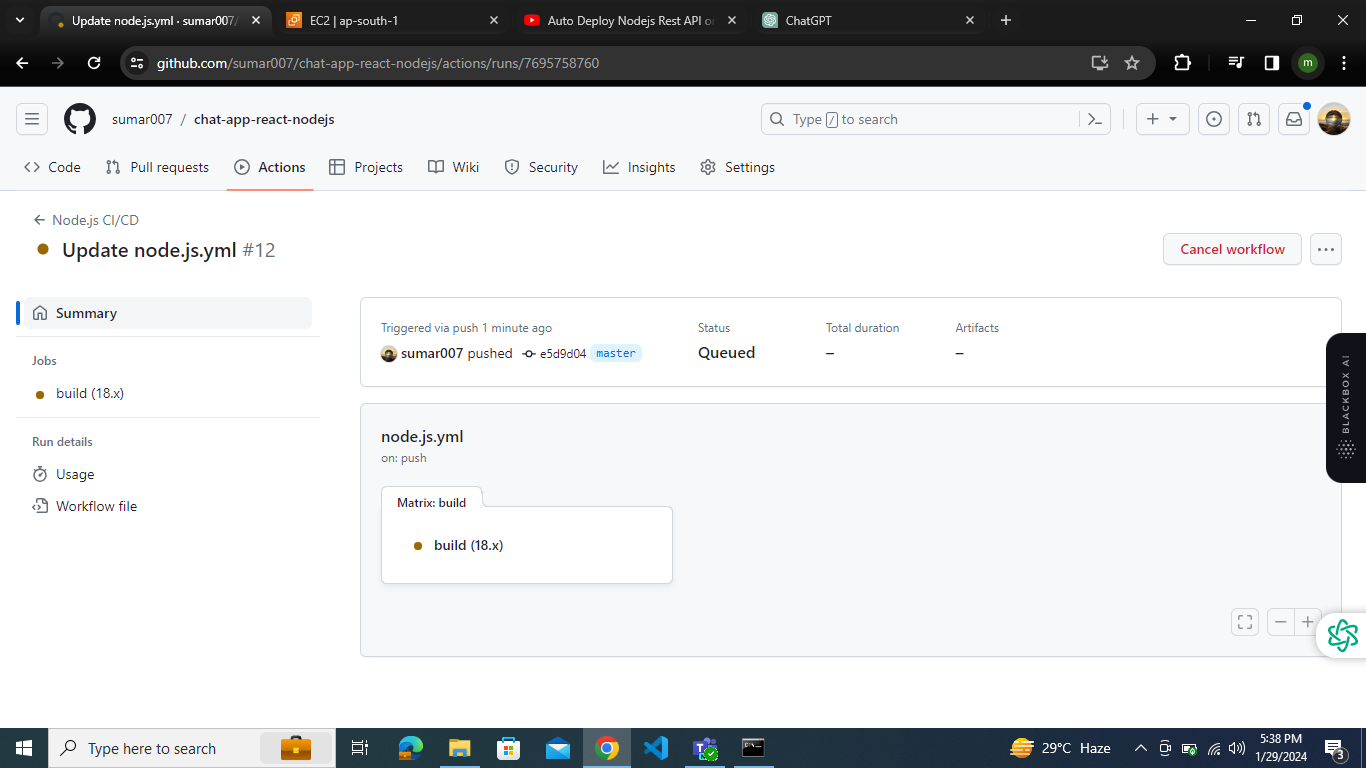 Update node.js.yml · sumar007/
EC2 | ap-south-1
Auto Deploy Nodejs Rest API o
ChatGPT
github.com/sumar007/chat-app-react-nodejs/actions/runs/7695758760
m
sumar007 / chat-app-react-nodejs
Type / to search
Code
Pull requests
Actions
Projects
Wiki
Security
Insights
Settings
Node.js CI/CD
Update node.js.yml #12
Cancel workflow
Summary
Jobs
build (18.x)
Run details
Usage
Workflow file
Triggered via push 1 minute ago
sumar007 pushed e5d9d04 master
Status
Queued
Total duration
–
Artifacts
–
node.js.yml
on: push
Matrix: build
build (18.x)
BLACKBOX AI
Type here to search
29°C Haze
5:38 PM
1/29/2024
3